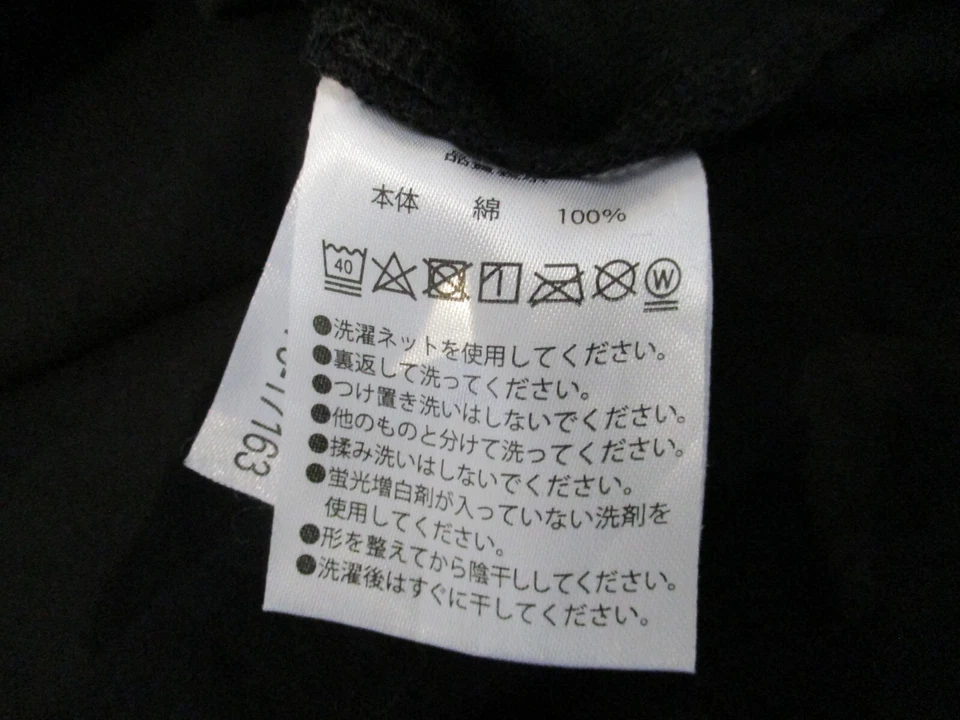 本体 綿 100%
40 W
●洗濯ネットを使用してください。
●裏返して洗ってください。
●つけ置き洗いはしないでください。
●他のものと分けて洗ってください。
●揉み洗いはしないでください。
●蛍光増白剤が入っていない洗剤を
使用してください。
●形を整えてから陰干ししてください。
●洗濯後はすぐに干してください。
163